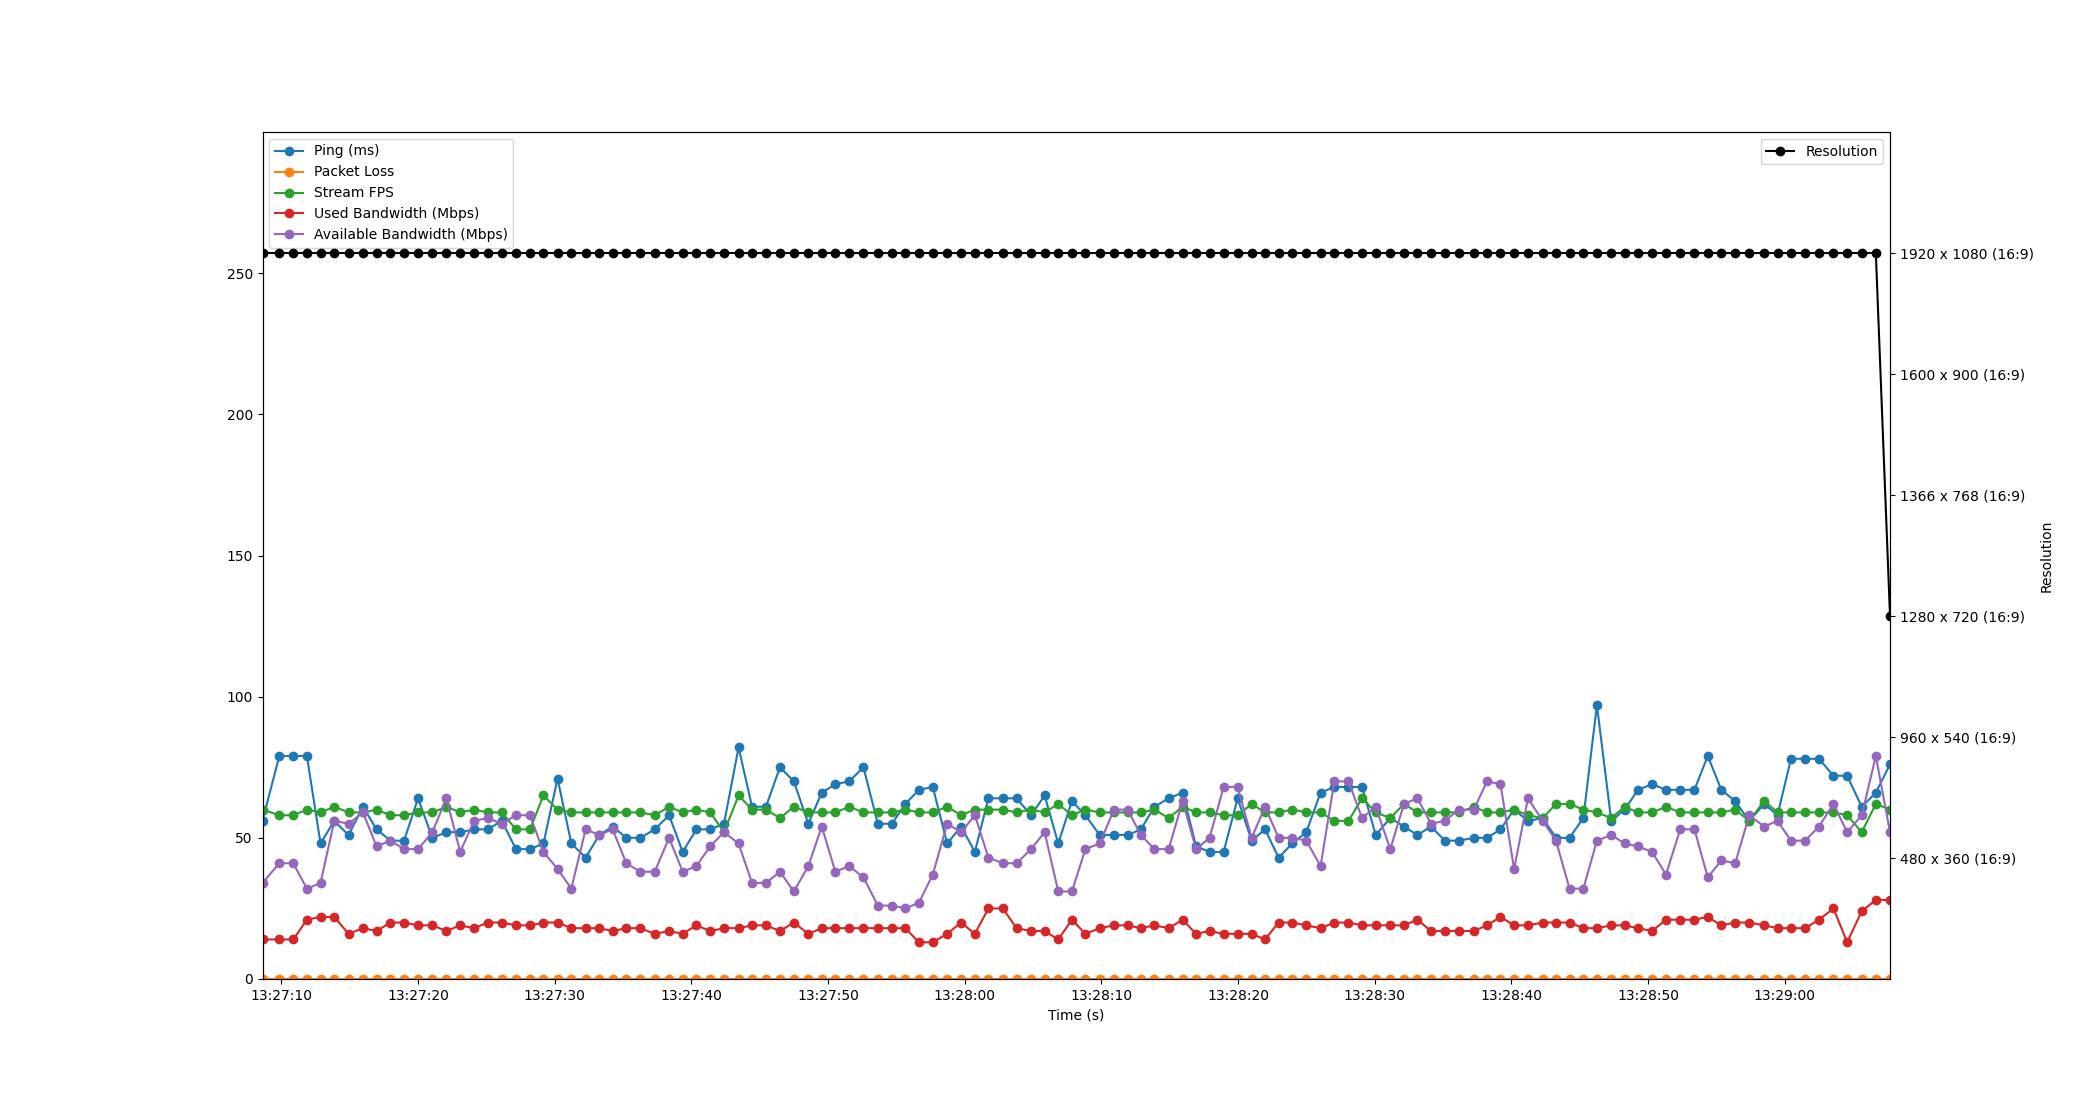 Ping (ms)
Packet Loss
Stream FPS
Used Bandwidth (Mbps)
Available Bandwidth (Mbps)
Resolution
250
200
150
100
50
0
1920 x 1080 (16:9)
1600 x 900 (16:9)
1366 x 768 (16:9)
1280 x 720 (16:9)
960 x 540 (16:9)
480 x 360 (16:9)
Resolution
13:27:10 13:27:20 13:27:30 13:27:40 13:27:50 13:28:00 13:28:10 13:28:20 13:28:30 13:28:40 13:28:50 13:29:00
Time (s)